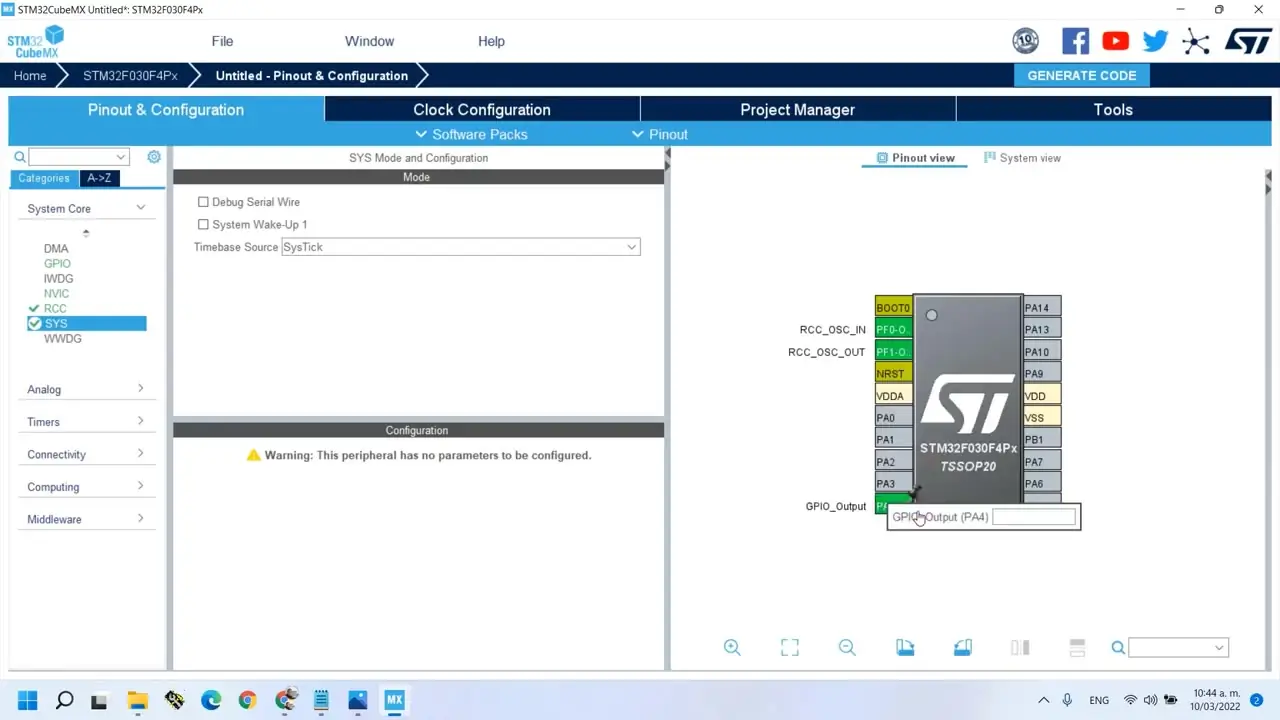 MX STM32CubeMX Untitled*: STM32F030F4Px
STM32
CubeMX
File
Window
Help
10
Home
STM32F030F4Px
Untitled - Pinout & Configuration
GENERATE CODE
Pinout & Configuration
Clock Configuration
Project Manager
Tools
Software Packs
Pinout
Categories
A->Z
System Core
DMA
GPIO
IWDG
NVIC
RCC
SYS
WWDG
Analog
Timers
Connectivity
Computing
Middleware
SYS Mode and Configuration
Mode
Debug Serial Wire
System Wake-Up 1
Timebase Source SysTick
Configuration
Warning: This peripheral has no parameters to be configured.
Pinout view
System view
BOOT0
PA14
RCC_OSC_IN PF0-O..
PA13
RCC_OSC_OUT PF1-O..
PA10
NRST
PA9
VDDA
VDD
PA0
VSS
PA1
PB1
PA2
PA7
PA3
PA6
STM32F030F4Px
TSSOP20
GPIO_Output
GPIO_Output (PA4)
MX
ENG
10:44 a. m.
10/03/2022
2